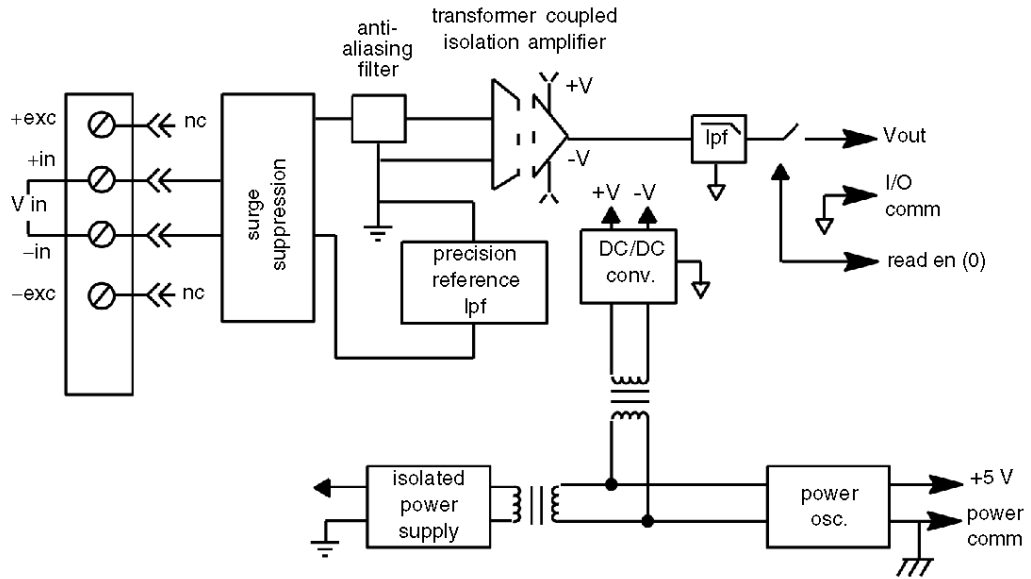 transformer coupled
isolation amplifier
anti-
aliasing
filter
+exc
nc
+in
V in
−in
−exc
nc
surge
suppression
precision
reference
lpf
+V
-V
lpf
Vout
I/O
comm
read en (0)
+V
-V
DC/DC
conv.
isolated
power
supply
power
osc.
+5 V
power
comm